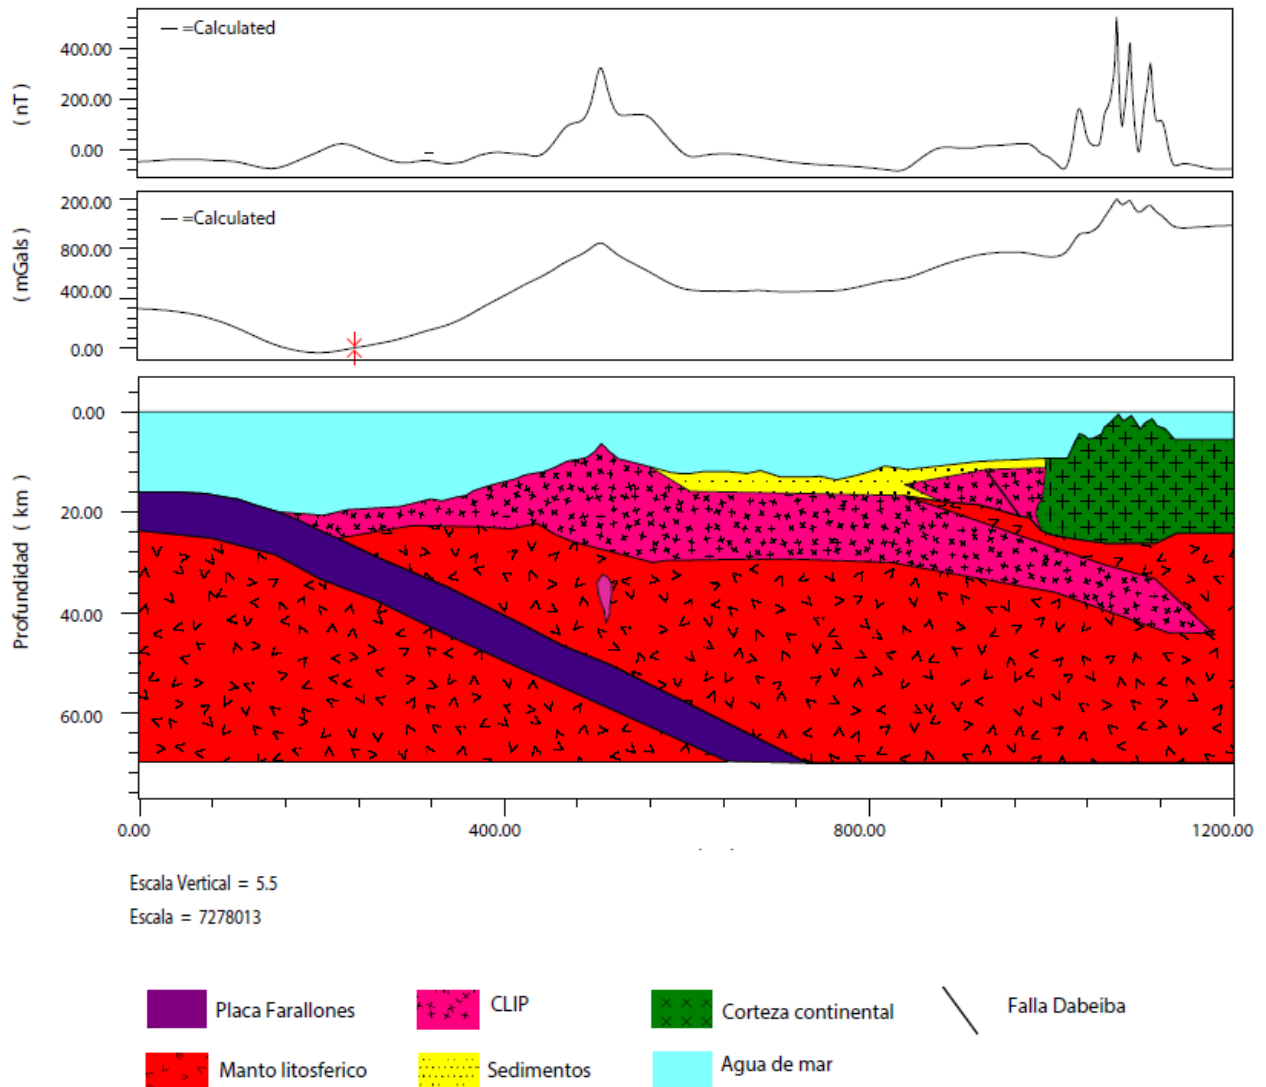 — =Calculated
400.00
200.00
0.00
( nT )
— =Calculated
200.00
800.00
400.00
0.00
( mGals )
0.00
20.00
40.00
60.00
Profundidad ( km )
0.00 400.00 800.00 1200.00
Escala Vertical = 5.5
Escala = 7278013
Placa Farallones CLIP Corteza continental Falla Dabeiba
Manto litosferico Sedimentos Agua de mar